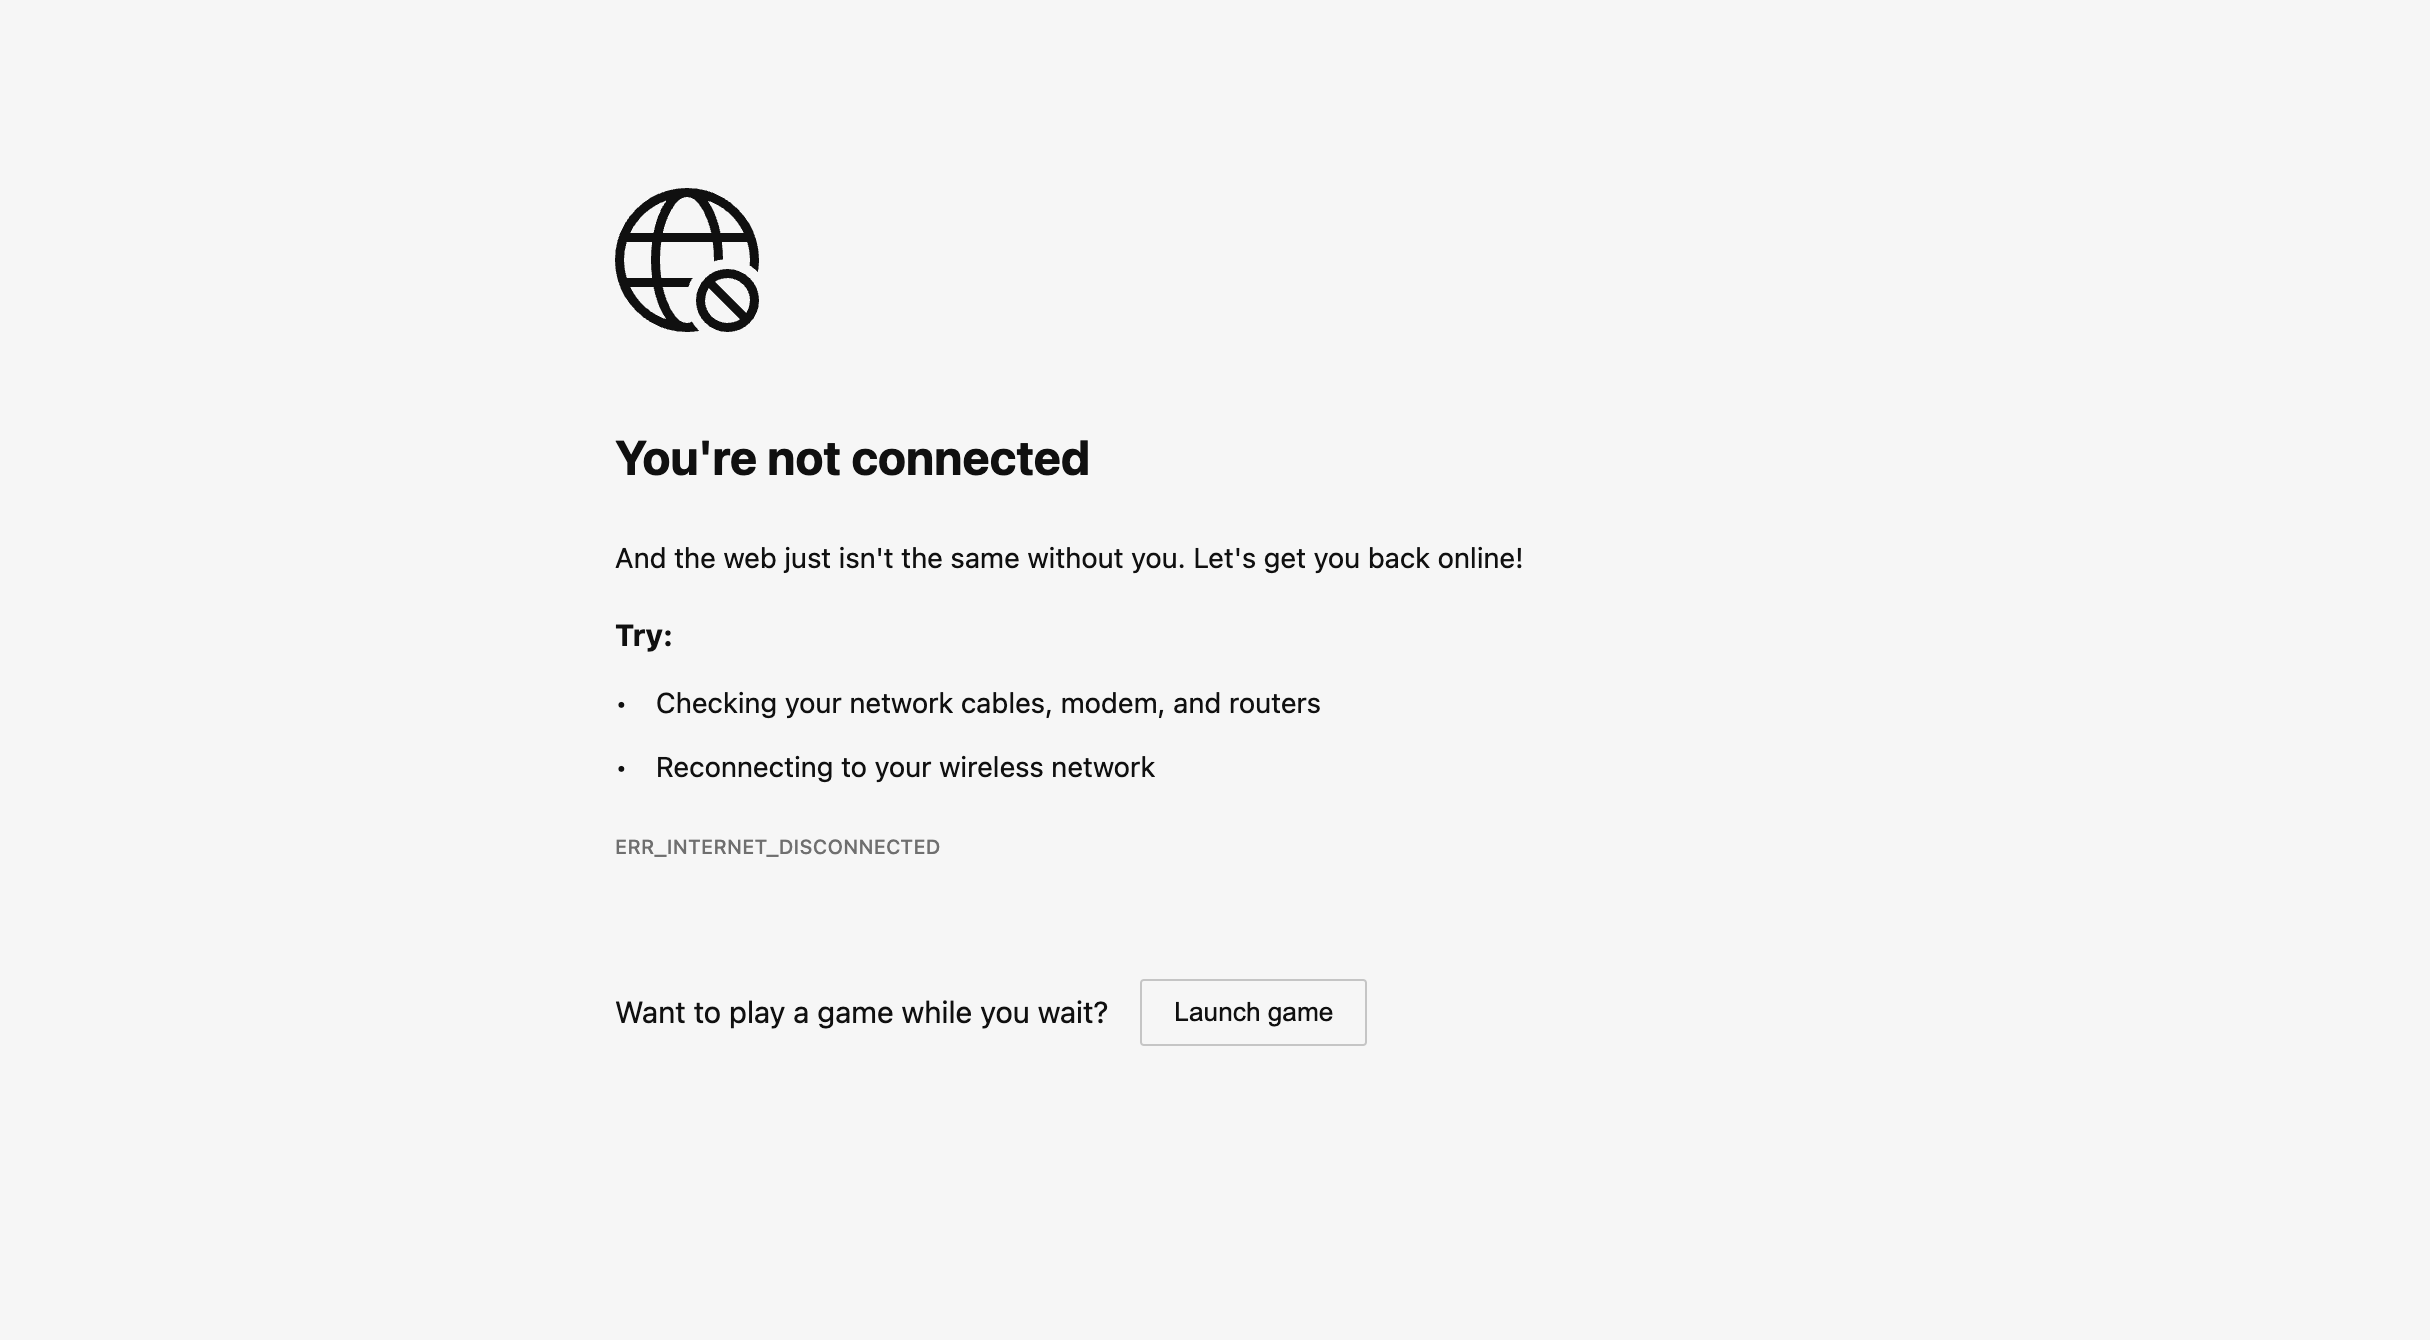 You're not connected
And the web just isn't the same without you. Let's get you back online!
Try:
• Checking your network cables, modem, and routers
• Reconnecting to your wireless network
ERR_INTERNET_DISCONNECTED
Want to play a game while you wait? Launch game